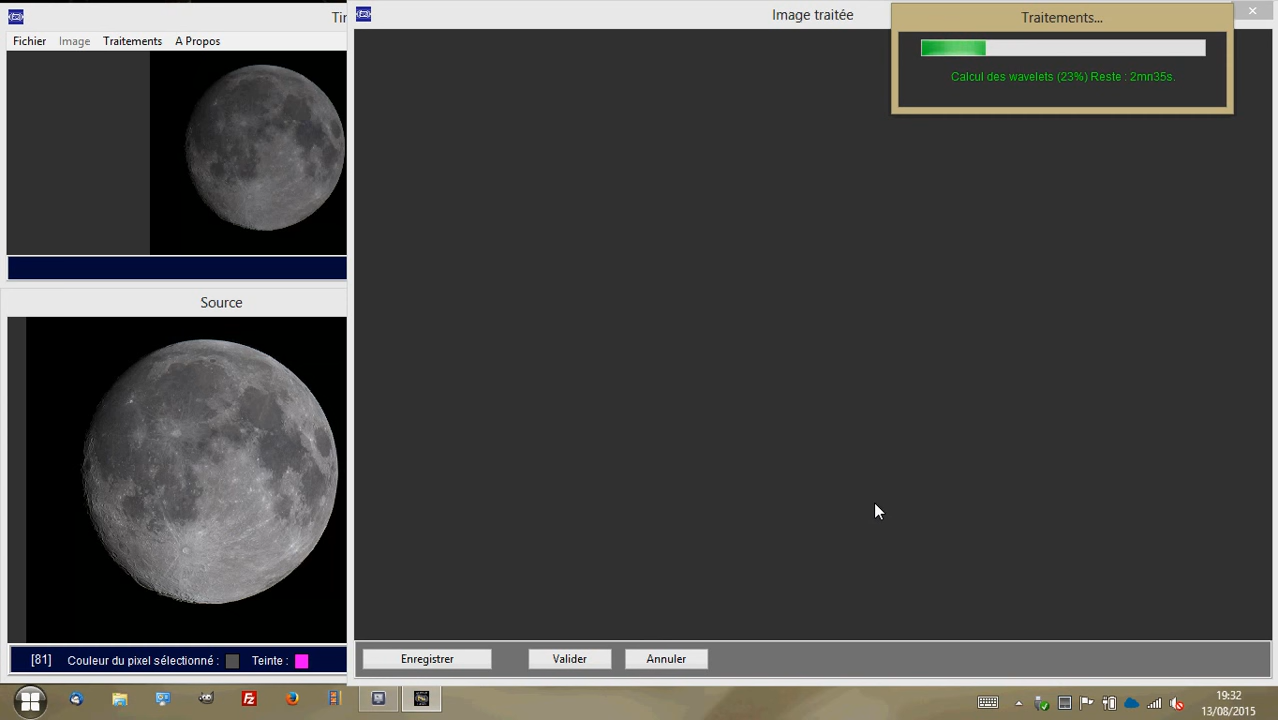 Image traitée
Traitements...
Calcul des wavelets (23%) Reste : 2mn35s.
Fichier Image Traitements A Propos
Source
[81] Couleur du pixel sélectionné : Teinte :
Enregistrer Valider Annuler
Fz
19:32
13/08/2015